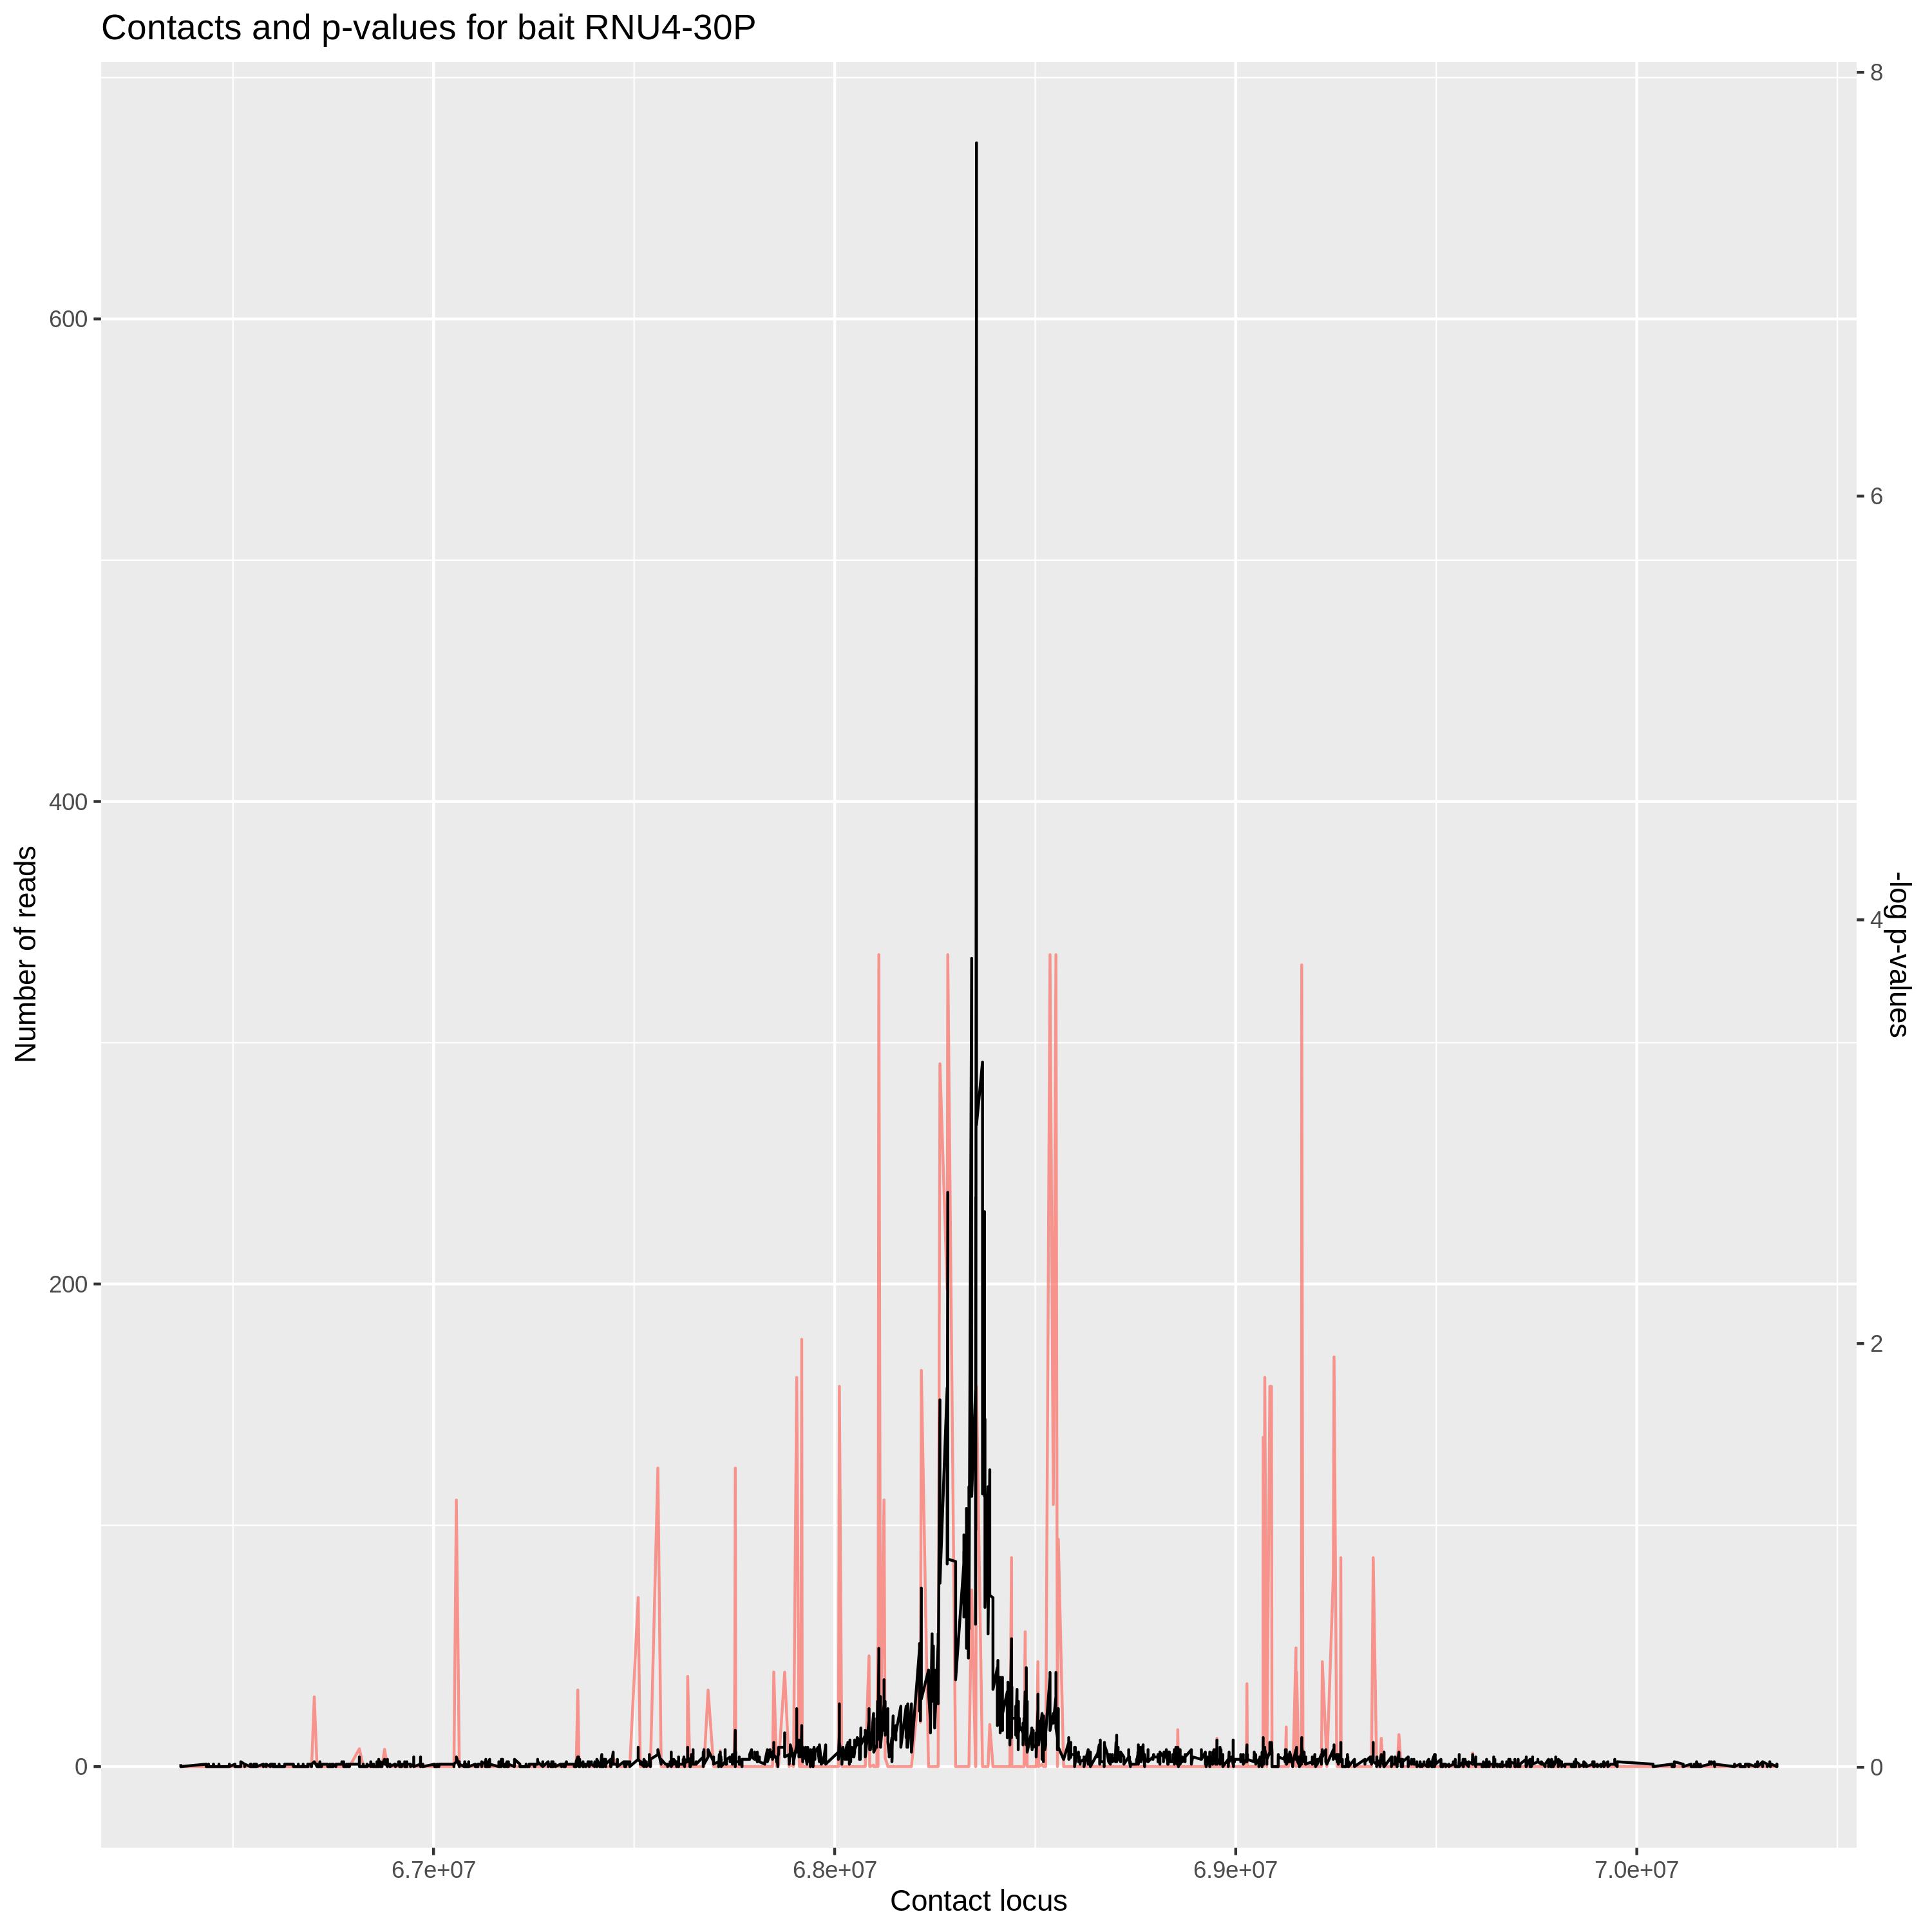 Contacts and p-values for bait RNU4-30P
Number of reads
600
400
200
0
8
6
4
2
0
-log p-values
6.7e+07
6.8e+07
6.9e+07
7.0e+07
Contact locus